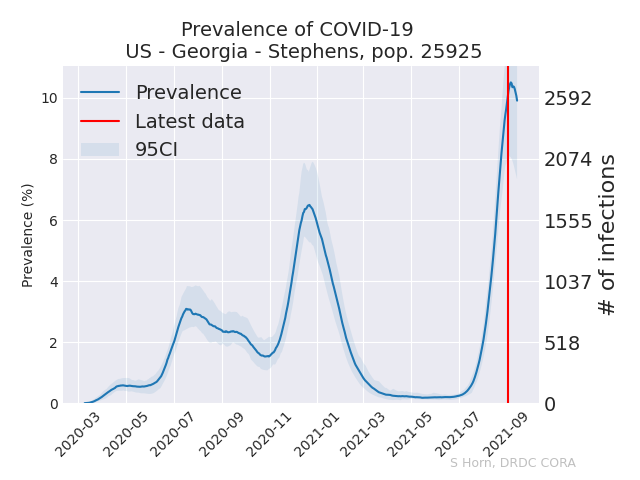 Prevalence of COVID-19
US - Georgia - Stephens, pop. 25925
Prevalence
Latest data
95CI
Prevalence (%)
10
8
6
4
2
0
2592
2074
1555
1037
518
0
# of infections
2020-03
2020-05
2020-07
2020-09
2020-11
2021-01
2021-03
2021-05
2021-07
2021-09
S Horn, DRDC CORA